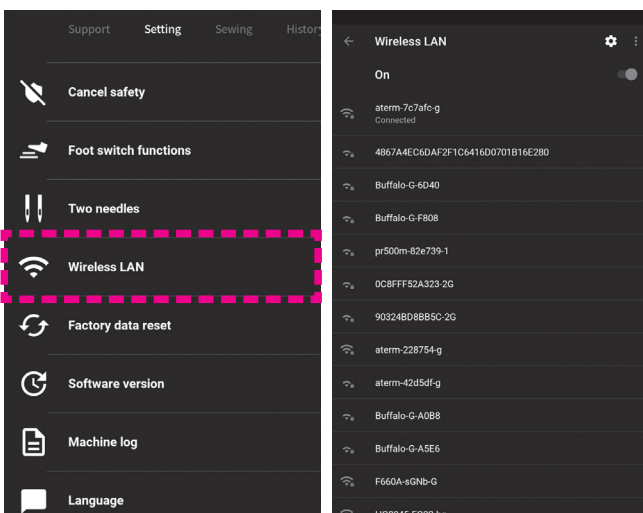 Support Setting Sewing History
Cancel safety
Foot switch functions
Two needles
Wireless LAN
Factory data reset
Software version
Machine log
Language
Wireless LAN
On
aterm-7c7afc-g
Connected
4867A4EC6DAF2F1C6416D0701B16E280
Buffalo-G-6D40
Buffalo-G-F808
pr500m-82e739-1
0C8FFF52A323-2G
90324BD8BB5C-2G
aterm-228754-g
aterm-42d5df-g
Buffalo-G-A0B8
Buffalo-G-A5E6
F660A-sGNb-G